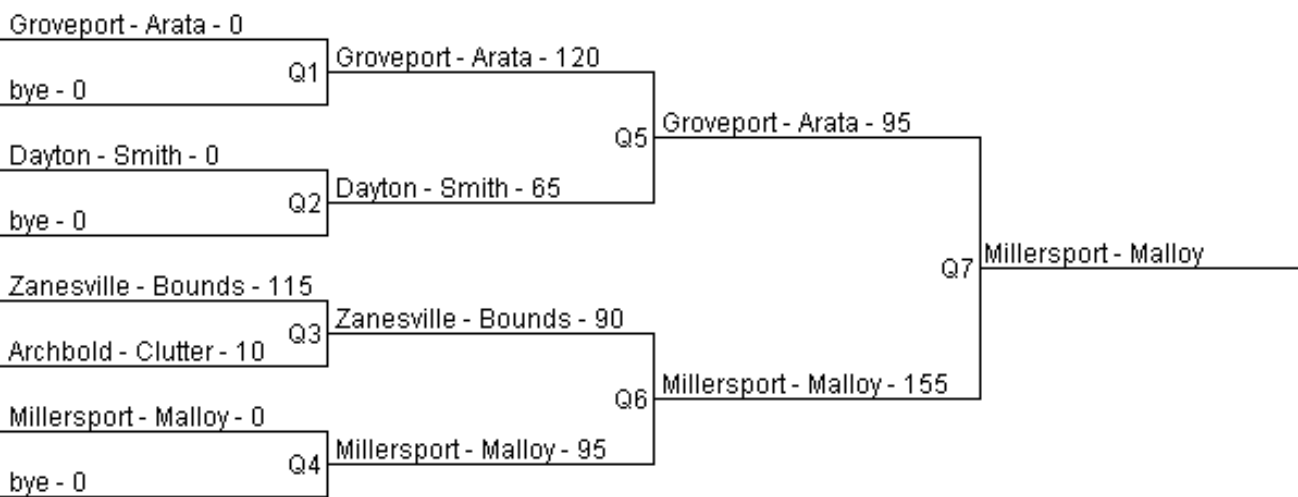 Groveport - Arata - 0
bye - 0
Q1
Groveport - Arata - 120
Dayton - Smith - 0
bye - 0
Q2
Dayton - Smith - 65
Q5
Groveport - Arata - 95
Zanesville - Bounds - 115
Archbold - Clutter - 10
Q3
Zanesville - Bounds - 90
Millersport - Malloy - 0
bye - 0
Q4
Millersport - Malloy - 95
Q6
Millersport - Malloy - 155
Q7
Millersport - Malloy